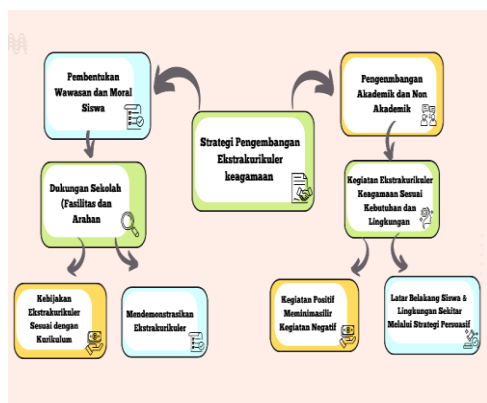 Pembentukan
Wawasan dan Moral
Siswa
Pengenmbangan
Akademik dan Non
Akademik
Strategi Pengembangan
Ekstrakurikuler
keagamaan
Dukungan Sekolah
(Fasilitas dan
Arahan
Kegiatan Ekstrakurikuler
Keagamaan Sesuai
Kebutuhan dan
Lingkungan
Kebijakan
Ekstrakurikuler
Sesuai dengan
Kurikulum
Mendemonstrasikan
Ekstrakurikuler
Kegiatan Positif
Meminimasilir
Kegiatan Negatif
Latar Belakang Siswa &
Lingkungan Sekitar
Melalui Strategi Persuasif